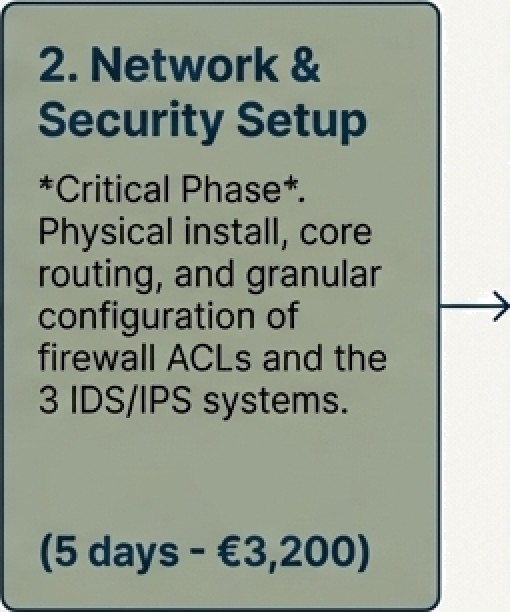 2. Network &
Security Setup
*Critical Phase*.
Physical install, core
routing, and granular
configuration of
firewall ACLs and the
3 IDS/IPS systems.
(5 days - €3,200)